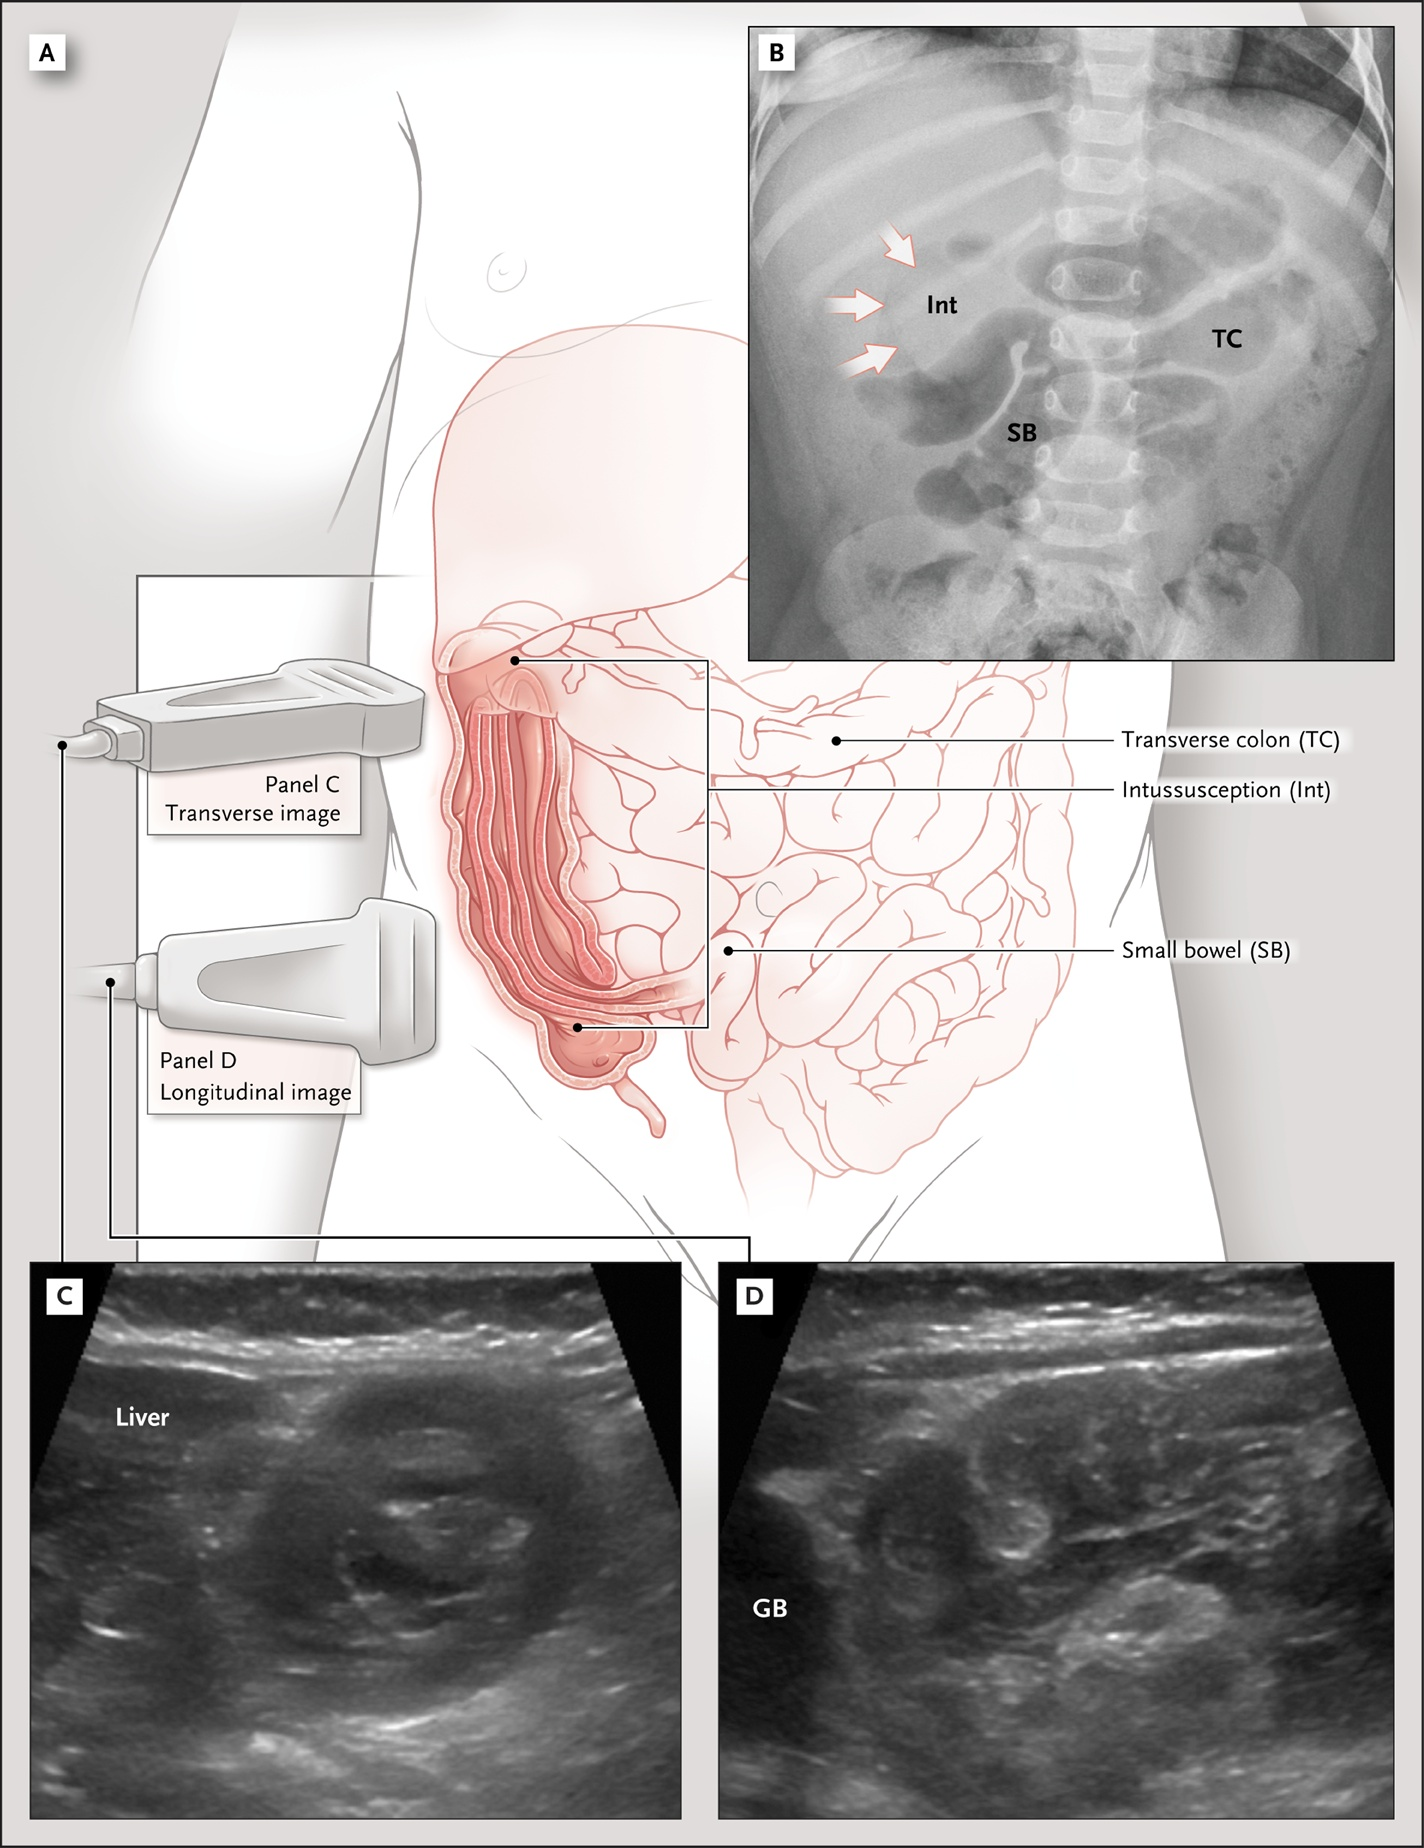 A
B
Int
TC
SB
Panel C
Transverse image
Transverse colon (TC)
Intussusception (Int)
Small bowel (SB)
Panel D
Longitudinal image
C
Liver
D
GB